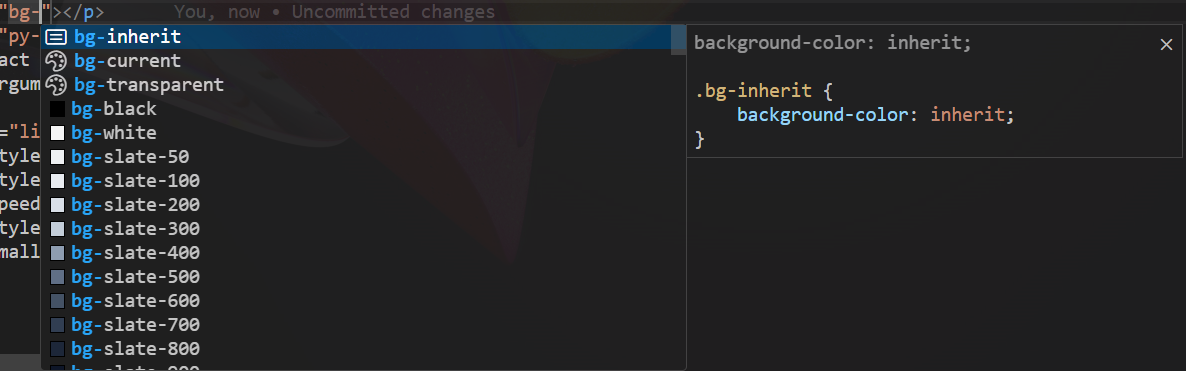 "bg-"></p> You, now • Uncommitted changes
"py-
act
rgum
="li
tyle
tyle
peed
tyle
mall
bg-inherit
bg-current
bg-transparent
bg-black
bg-white
bg-slate-50
bg-slate-100
bg-slate-200
bg-slate-300
bg-slate-400
bg-slate-500
bg-slate-600
bg-slate-700
bg-slate-800
bg-slate-900
background-color: inherit;
.bg-inherit {
background-color: inherit;
}